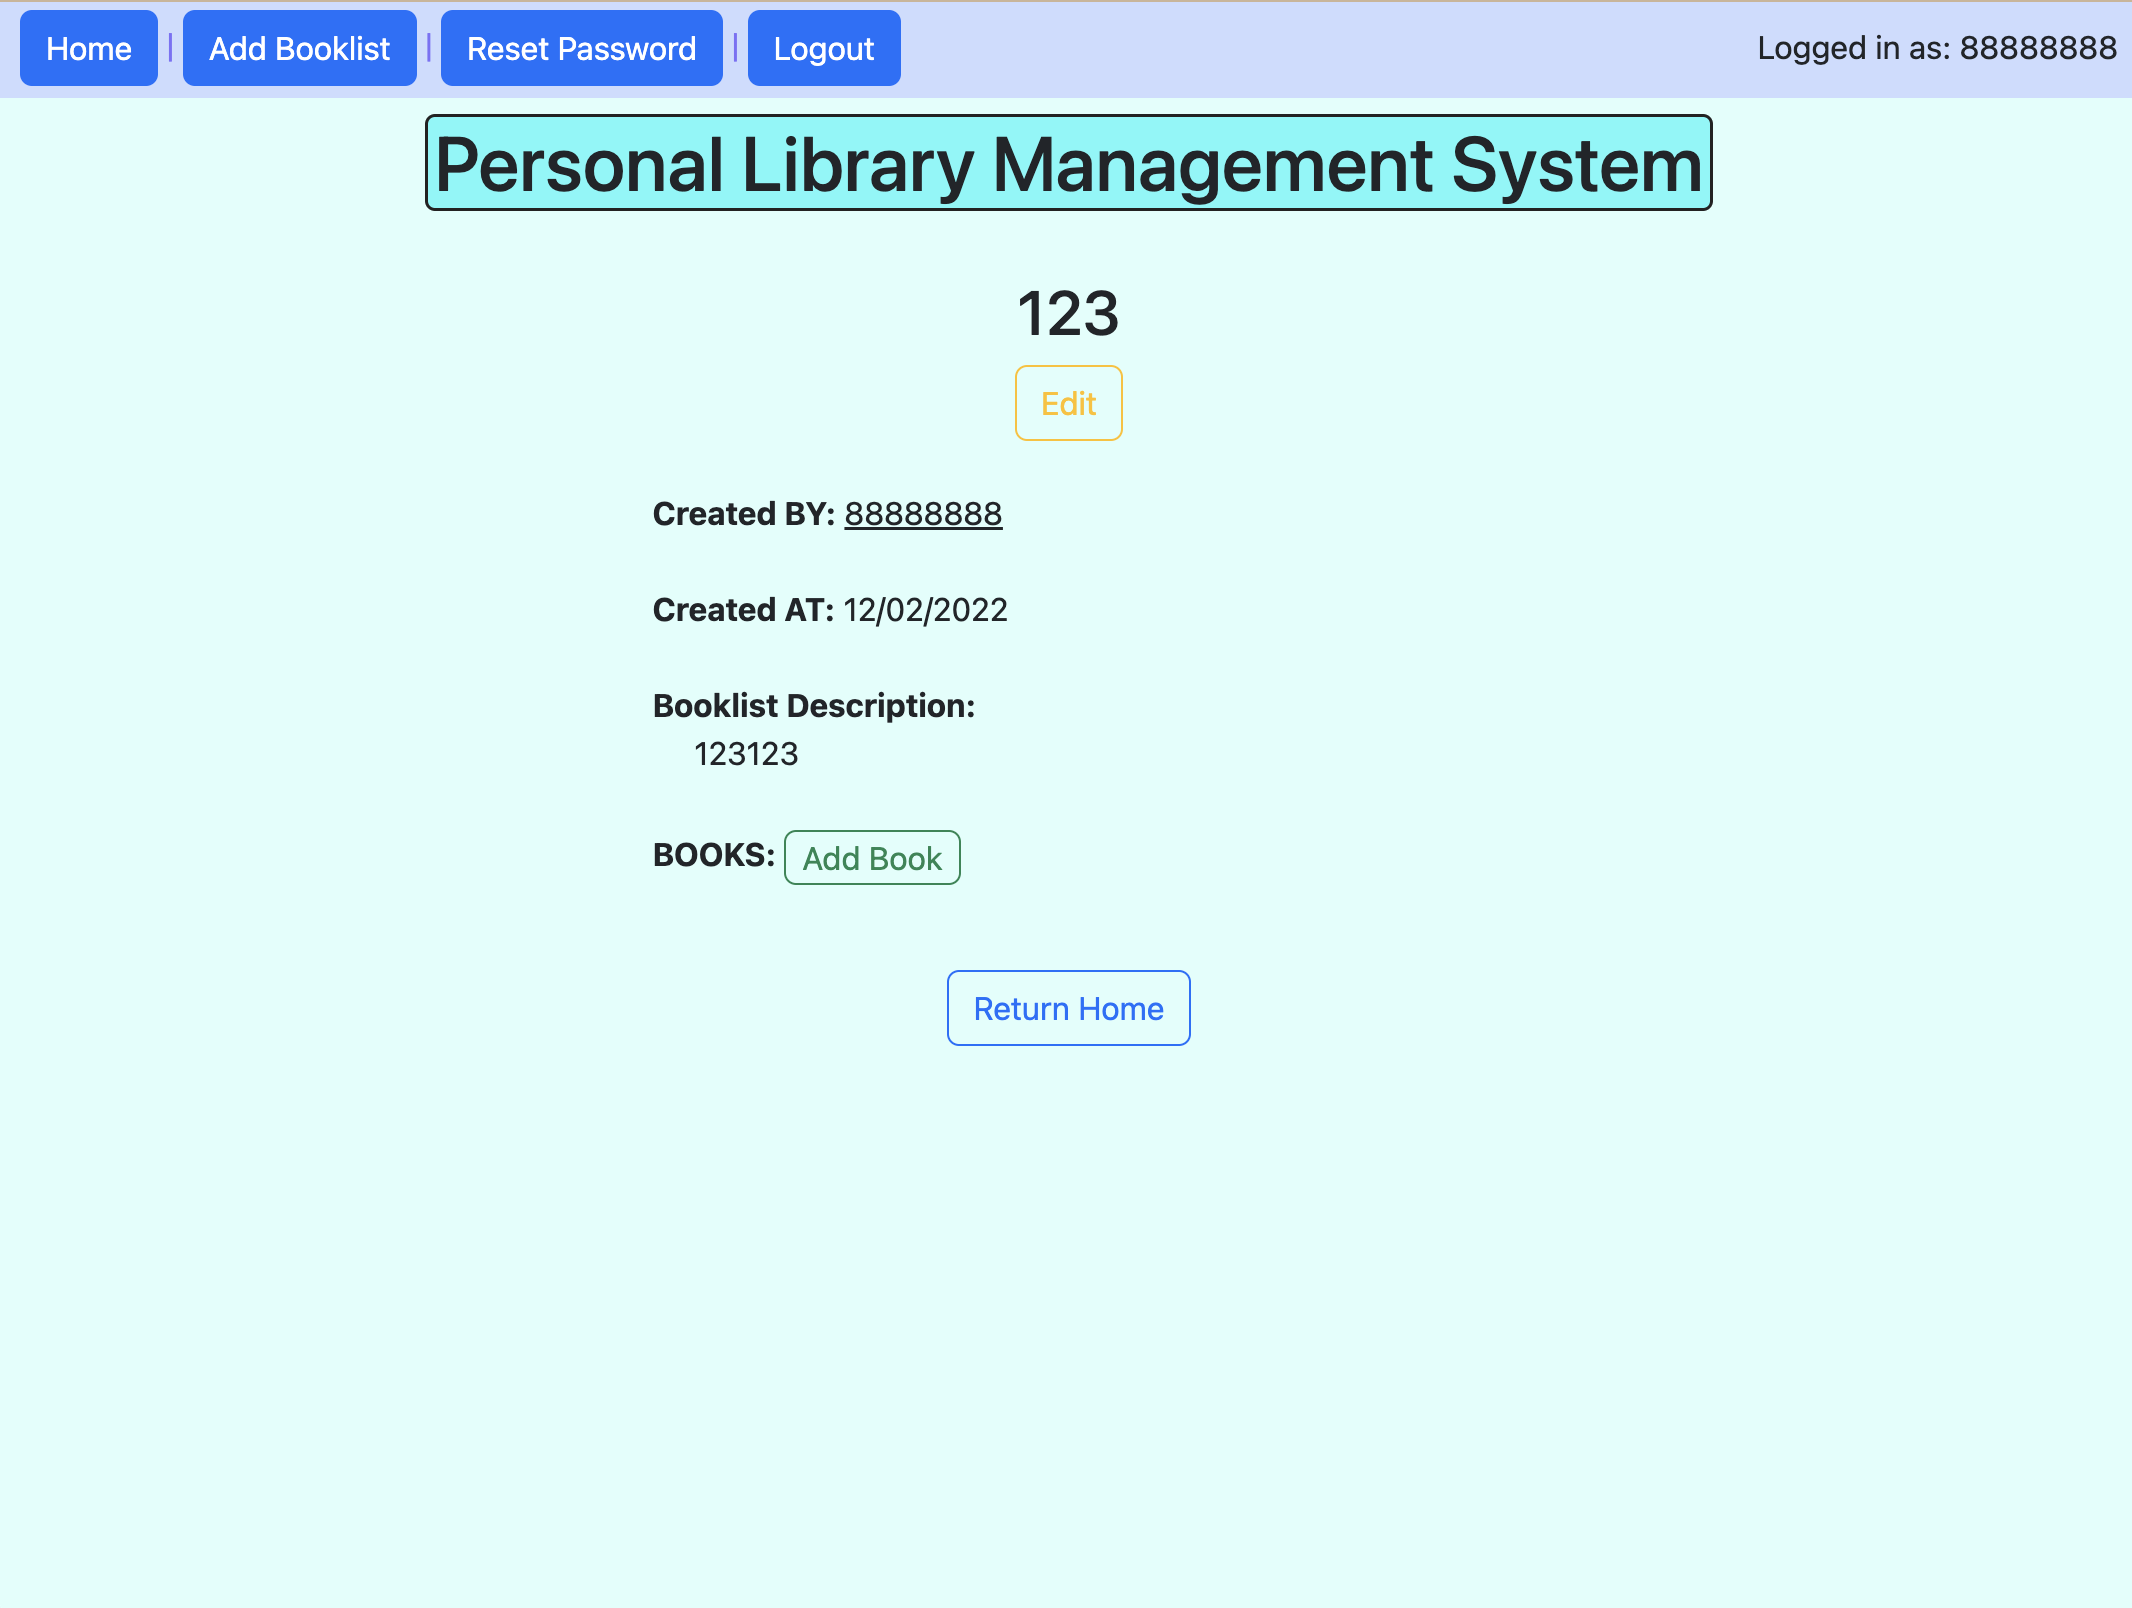 Home | Add Booklist | Reset Password | Logout Logged in as: 88888888
Personal Library Management System
123
Edit
Created BY: 88888888
Created AT: 12/02/2022
Booklist Description:
123123
BOOKS: Add Book
Return Home